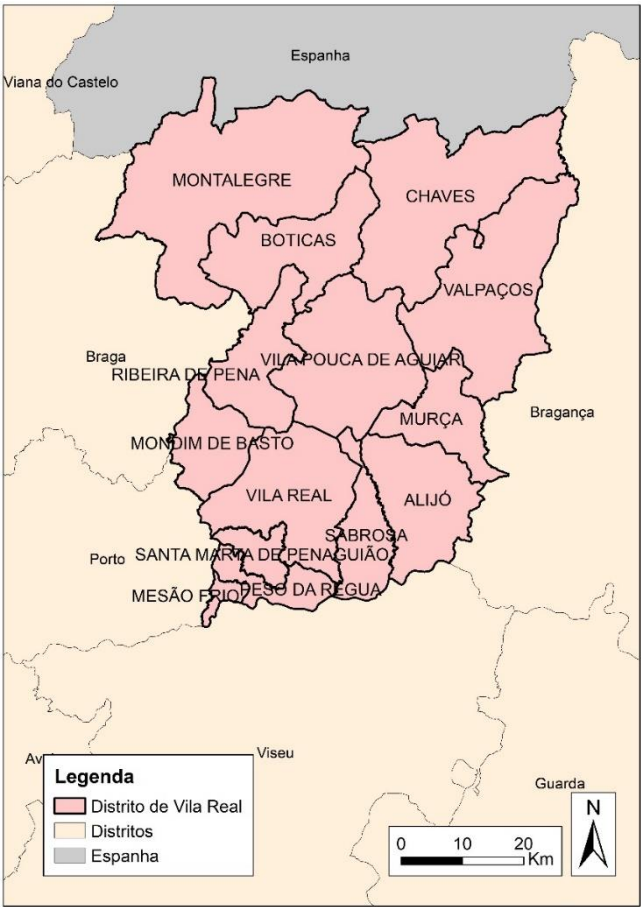 Espanha
Viana do Castelo
MONTALEGRE
CHAVES
BOTICAS
VALPAÇOS
Braga
VILA POUCA DE AGUIAR
RIBEIRA DE PENA
Bragança
MURÇA
MONDIM DE BASTO
VILA REAL
ALIJÓ
SABROSA
Porto
SANTA MARTA DE PENAGUIÃO
MESÃO FRIO
PESO DA RÉGUA
Viseu
Guarda
Legenda
Distrito de Vila Real
Distritos
Espanha
N
0 10 20
Km